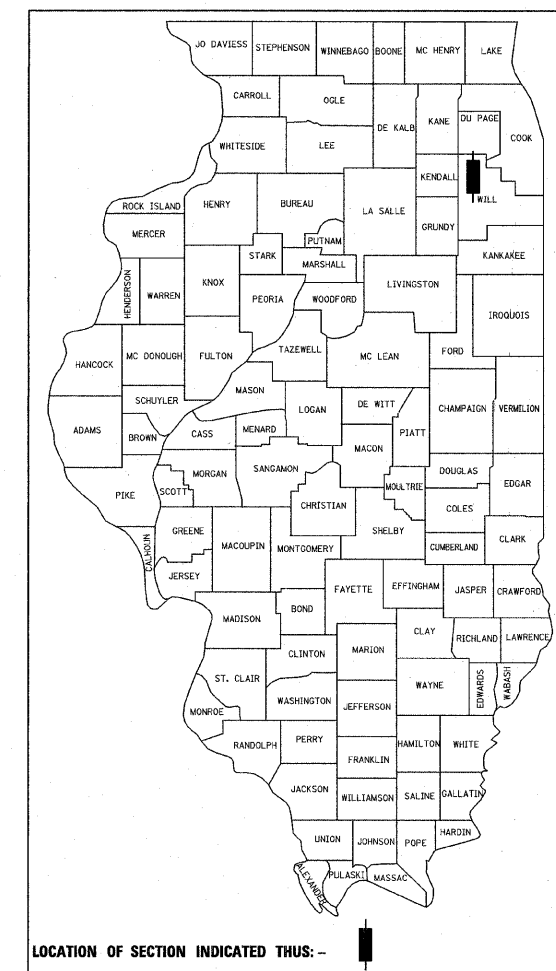 JO DAVIESS STEPHENSON WINNEBAGO BOONE MC HENRY LAKE
CARROLL OGLE DE KALB KANE DU PAGE COOK
WHITESIDE LEE
KENDALL WILL
ROCK ISLAND HENRY BUREAU LA SALLE
MERCER PUTNAM GRUNDY
STARK MARSHALL KANKAKEE
HENDERSON WARREN KNOX PEORIA WOODFORD LIVINGSTON IROQUOIS
HANCOCK MC DONOUGH FULTON TAZEWELL MC LEAN FORD
SCHUYLER MASON LOGAN DE WITT CHAMPAIGN VERMILION
ADAMS BROWN CASS MENARD MACON PIATT
PIKE SCOTT MORGAN SANGAMON MOULTRIE DOUGLAS EDGAR
CHRISTIAN COLES
CALHOUN GREENE MACOUPIN MONTGOMERY SHELBY CUMBERLAND CLARK
JERSEY FAYETTE EFFINGHAM JASPER CRAWFORD
MADISON BOND
CLINTON MARION CLAY RICHLAND LAWRENCE
ST. CLAIR WAYNE EDWARDS WABASH
MONROE WASHINGTON JEFFERSON
RANDOLPH PERRY HAMILTON WHITE
FRANKLIN
JACKSON WILLIAMSON SALINE GALLATIN
UNION JOHNSON POPE HARDIN
ALEXANDER PULASKI MASSAC
LOCATION OF SECTION INDICATED THUS: -